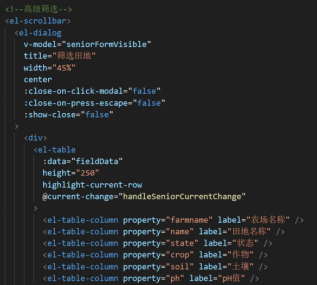 <!--高级筛选-->
<el-scrollbar>
<el-dialog
v-model="seniorFormVisible"
title="筛选田地"
width="45%"
center
:close-on-click-modal="false"
:close-on-press-escape="false"
:show-close="false"
>
<div>
<el-table
:data="fieldData"
height="250"
highlight-current-row
@current-change="handleSeniorCurrentChange"
>
<el-table-column property="farmname" label="农场名称" />
<el-table-column property="name" label="田地名称" />
<el-table-column property="state" label="状态" />
<el-table-column property="crop" label="作物" />
<el-table-column property="soil" label="土壤" />
<el-table-column property="ph" label="pH值" />